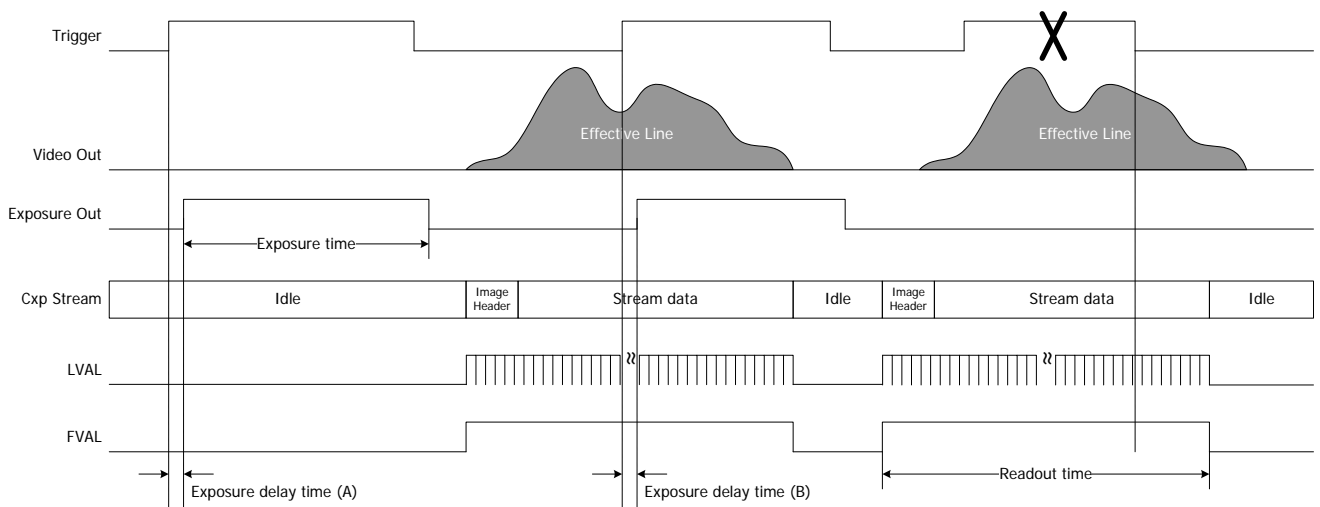 Trigger
Effective Line
Effective Line
Video Out
Exposure Out
Exposure time
Cxp Stream
Idle
Image
Header
Stream data
Idle
Image
Header
Stream data
Idle
LVAL
FVAL
Readout time
Exposure delay time (A)
Exposure delay time (B)